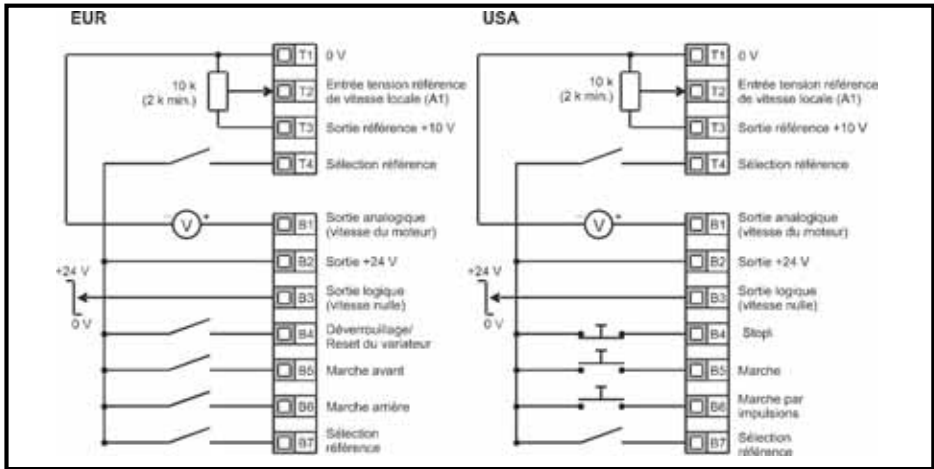 EUR
T1 0 V
10 k
(2 k min.)
T2 Entrée tension référence
de vitesse locale (A1)
T3 Sortie référence +10 V
T4 Sélection référence
V
- +
B1 Sortie analogique
(vitesse du moteur)
B2 Sortie +24 V
+24 V
0 V
B3 Sortie logique
(vitesse nulle)
B4 Déverrouillage/
Reset du variateur
B5 Marche avant
B6 Marche arrière
B7 Sélection
référence
USA
T1 0 V
10 k
(2 k min.)
T2 Entrée tension référence
de vitesse locale (A1)
T3 Sortie référence +10 V
T4 Sélection référence
V
- +
B1 Sortie analogique
(vitesse du moteur)
B2 Sortie +24 V
+24 V
0 V
B3 Sortie logique
(vitesse nulle)
B4 Stopl
B5 Marche
B6 Marche par
impulsions
B7 Sélection
référence